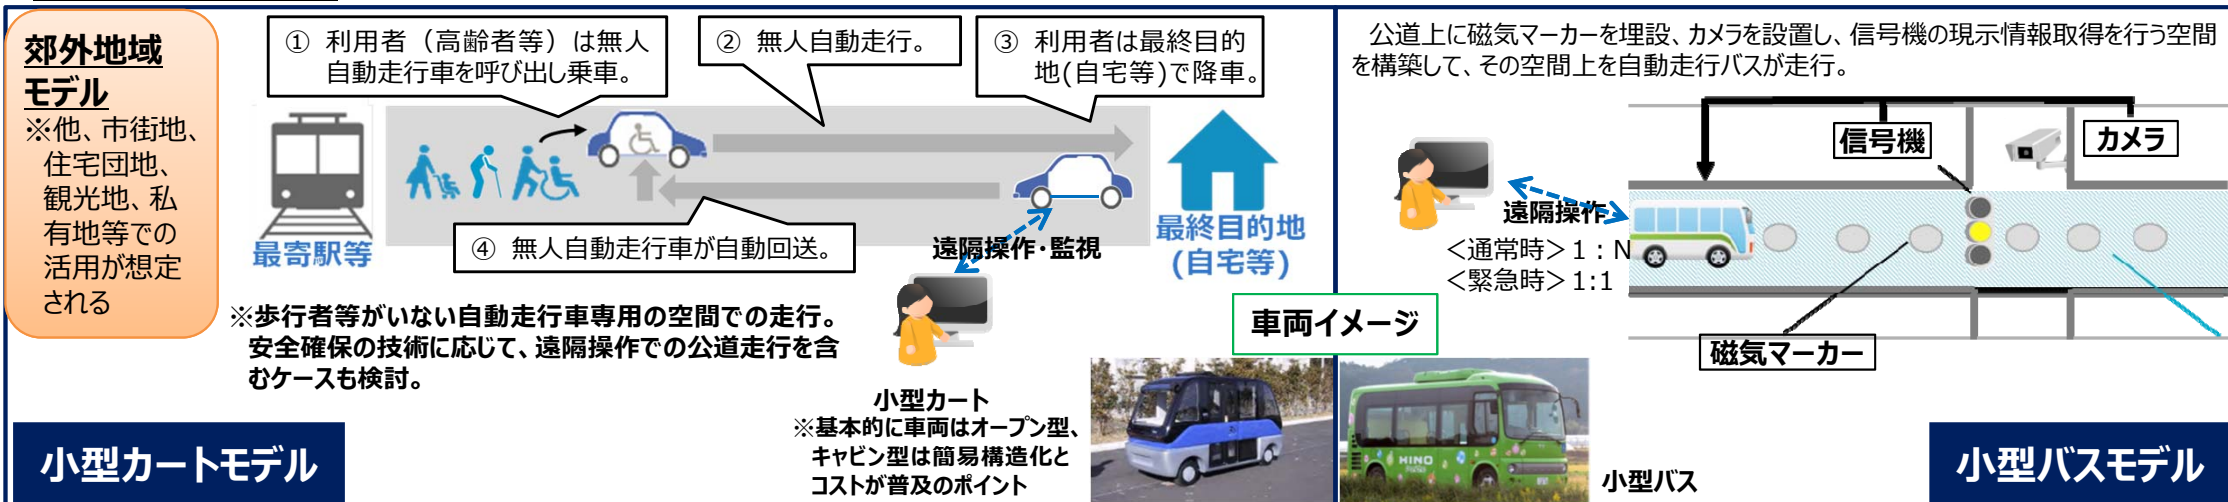 郊外地域
モデル
※他、市街地、
住宅団地、
観光地、私
有地等での
活用が想定
される
① 利用者（高齢者等）は無人
自動走行車を呼び出し乗車。
② 無人自動走行。
③ 利用者は最終目的
地(自宅等)で降車。
最寄駅等
④ 無人自動走行車が自動回送。
遠隔操作・監視
最終目的地
(自宅等)
※歩行者等がいない自動走行車専用の空間での走行。
安全確保の技術に応じて、遠隔操作での公道走行を含
むケースも検討。
小型カート
※基本的に車両はオープン型、
キャビン型は簡易構造化と
コストが普及のポイント
小型カートモデル
車両イメージ
公道上に磁気マーカーを埋設、カメラを設置し、信号機の現示情報取得を行う空間
を構築して、その空間上を自動走行バスが走行。
信号機
カメラ
遠隔操作
＜通常時＞1：N
＜緊急時＞1:1
磁気マーカー
HINO
小型バス
小型バスモデル